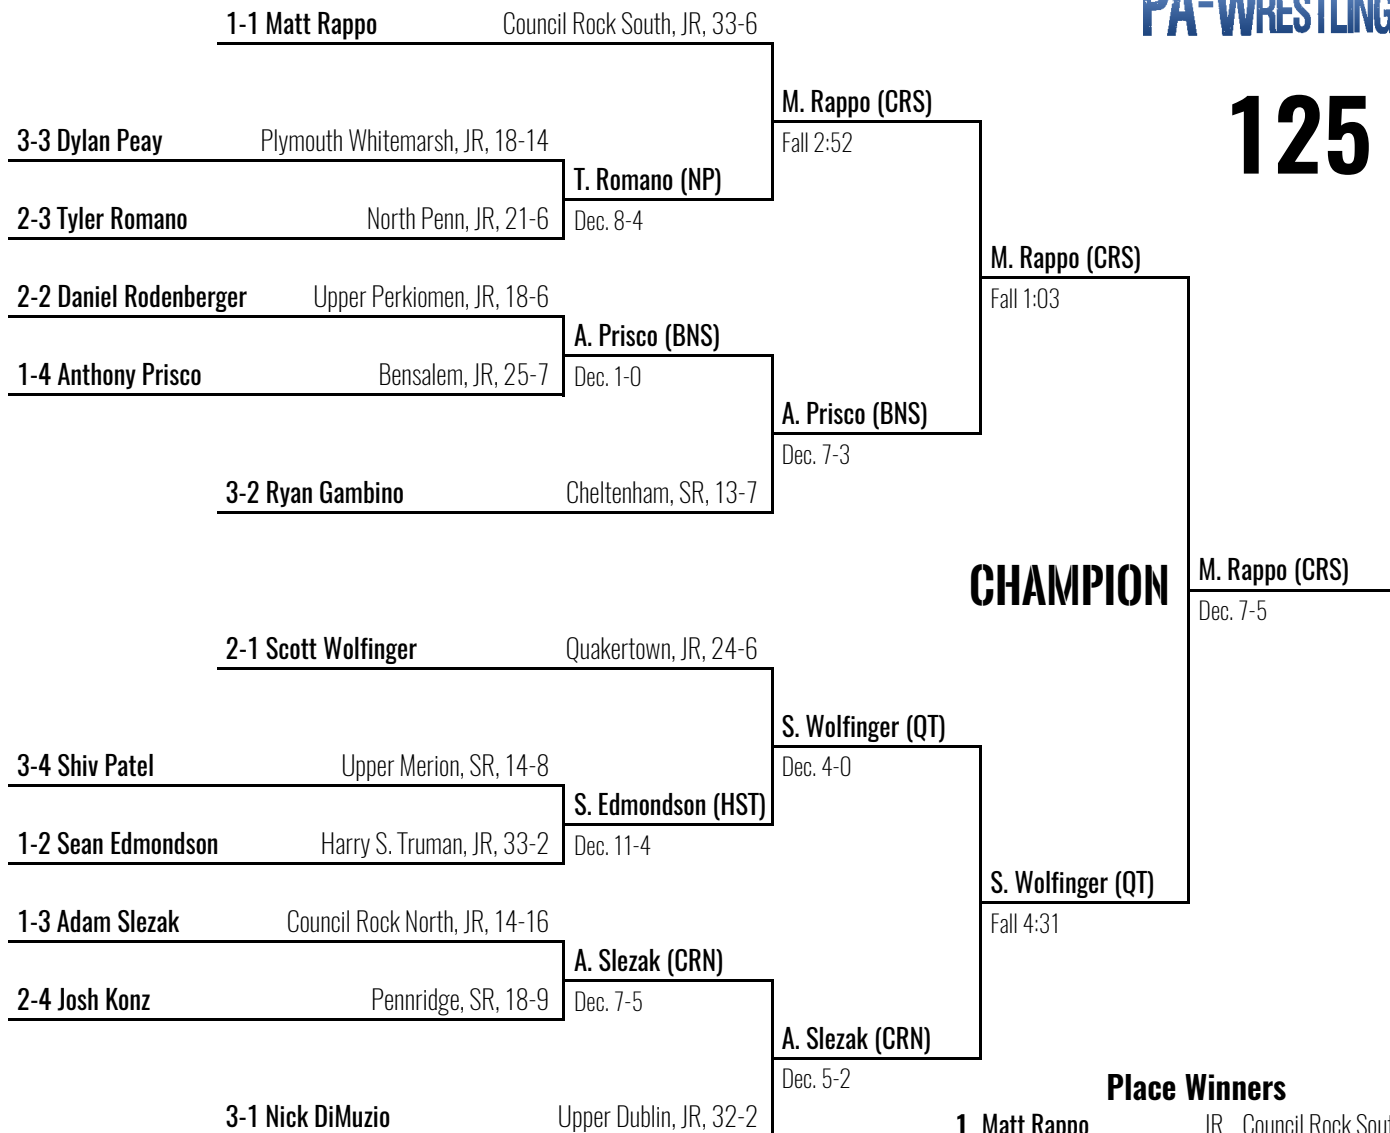 PA-WRESTLING
125
1-1 Matt Rappo Council Rock South, JR, 33-6
M. Rappo (CRS)
Fall 2:52
3-3 Dylan Peay Plymouth Whitemarsh, JR, 18-14
T. Romano (NP)
Dec. 8-4
2-3 Tyler Romano North Penn, JR, 21-6
M. Rappo (CRS)
Fall 1:03
2-2 Daniel Rodenberger Upper Perkiomen, JR, 18-6
A. Prisco (BNS)
Dec. 1-0
1-4 Anthony Prisco Bensalem, JR, 25-7
A. Prisco (BNS)
Dec. 7-3
3-2 Ryan Gambino Cheltenham, SR, 13-7
CHAMPION
M. Rappo (CRS)
Dec. 7-5
2-1 Scott Wolfinger Quakertown, JR, 24-6
S. Wolfinger (QT)
Dec. 4-0
3-4 Shiv Patel Upper Merion, SR, 14-8
S. Edmondson (HST)
Dec. 11-4
1-2 Sean Edmondson Harry S. Truman, JR, 33-2
S. Wolfinger (QT)
Fall 4:31
1-3 Adam Slezak Council Rock North, JR, 14-16
A. Slezak (CRN)
Dec. 7-5
2-4 Josh Konz Pennridge, SR, 18-9
A. Slezak (CRN)
Dec. 5-2
3-1 Nick DiMuzio Upper Dublin, JR, 32-2
Place Winners
1 Matt Rappo JR Council Rock Sout